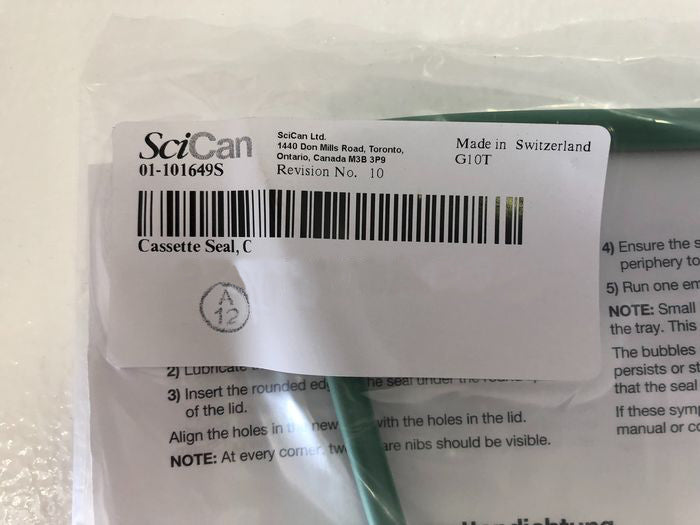 SciCan
01-101649S
SciCan Ltd.
1440 Don Mills Road, Toronto,
Ontario, Canada M3B 3P9
Revision No. 10
Made in Switzerland
G10T
Cassette Seal, C
A
12
2) Lubricate
3) Insert the rounded edg he seal under the
of the lid.
Align the holes in new with the holes in the lid.
NOTE: At every corner, tw are nibs should be visible.
4) Ensure the s
periphery to
5) Run one em
NOTE: Small
the tray. This
The bubbles
persists or st
that the seal
If these symp
manual or co